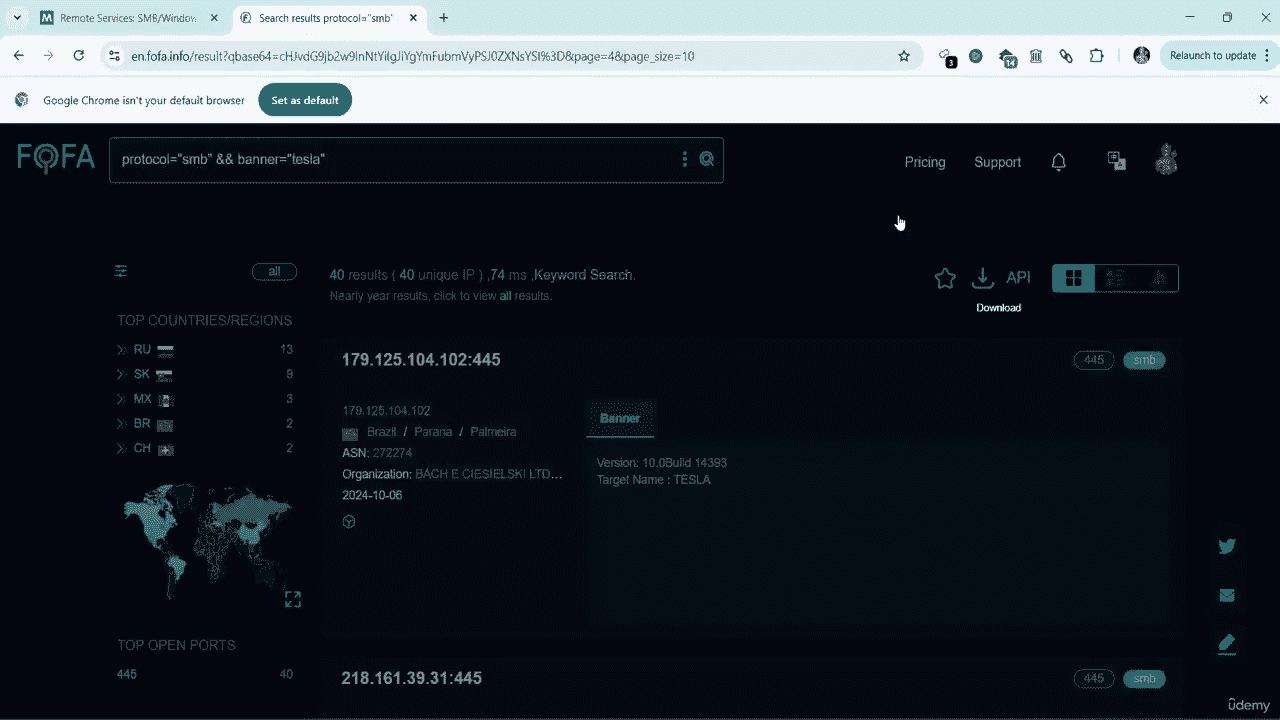 Remote Services: SMB/Window
Search results protocol="smb"
en.fofa.info/result?qbase64=cHJvdG9jb2w9InNtYiIgJiYgYmFubmVyPSJ0ZXNsYSI%3D&page=4&page_size=10
3
14
Relaunch to update
Google Chrome isn't your default browser
Set as default
FOFA
protocol="smb" && banner="tesla"
Pricing
Support
all
40 results ( 40 unique IP ) ,74 ms ,Keyword Search.
Nearly year results, click to view all results.
API
Download
TOP COUNTRIES/REGIONS
RU 13
SK 9
MX 3
BR 2
CH 2
TOP OPEN PORTS
445 40
179.125.104.102:445
445 smb
179.125.104.102
Brazil / Parana / Palmeira
ASN: 272274
Organization: BACH E CIESIELSKI LTD...
2024-10-06
Banner
Version: 10.0Build 14393
Target Name : TESLA
218.161.39.31:445
445 smb
ûdemy